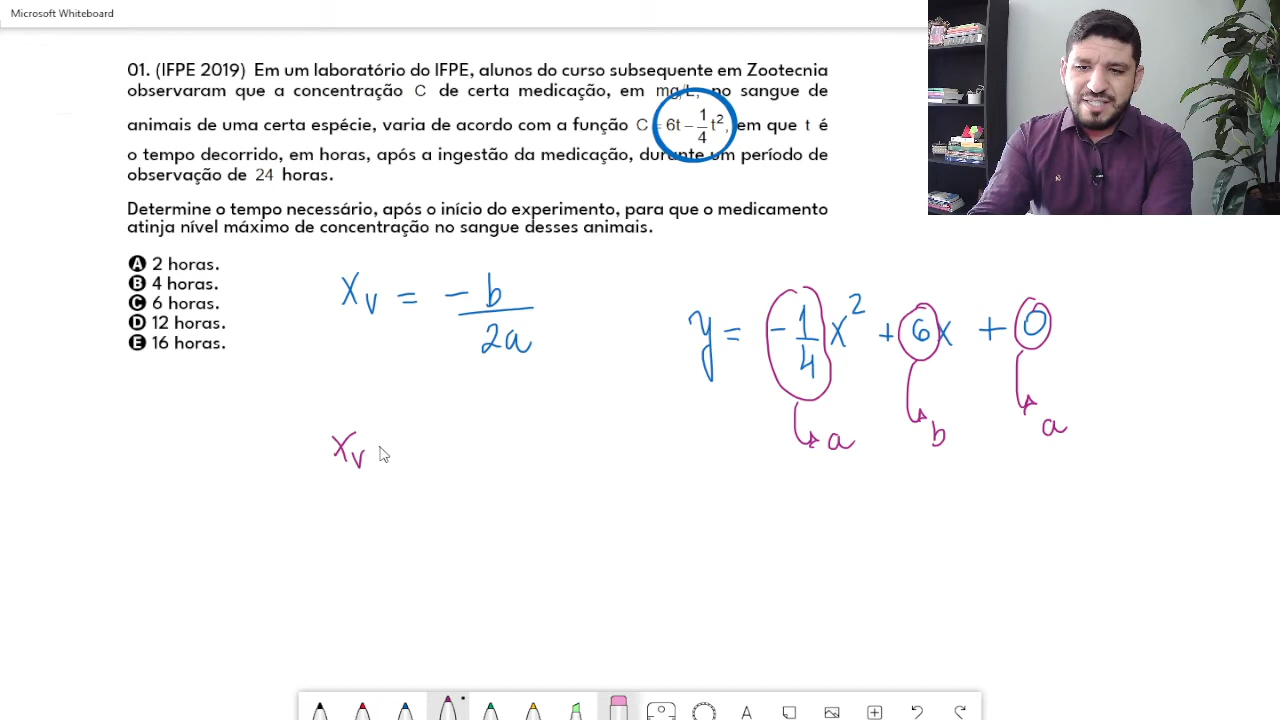 Microsoft Whiteboard
01. (IFPE 2019) Em um laboratório do IFPE, alunos do curso subsequente em Zootecnia
observaram que a concentração C de certa medicação, em mg/L, no sangue de
animais de uma certa espécie, varia de acordo com a função C = 6t − 1/4 t², em que t é
o tempo decorrido, em horas, após a ingestão da medicação, durante um período de
observação de 24 horas.
Determine o tempo necessário, após o início do experimento, para que o medicamento
atinja nível máximo de concentração no sangue desses animais.
A 2 horas.
B 4 horas.
C 6 horas.
D 12 horas.
E 16 horas.
Xv = -b/2a
y = -1/4 x² + 6x + 0
a b a
Xv
A